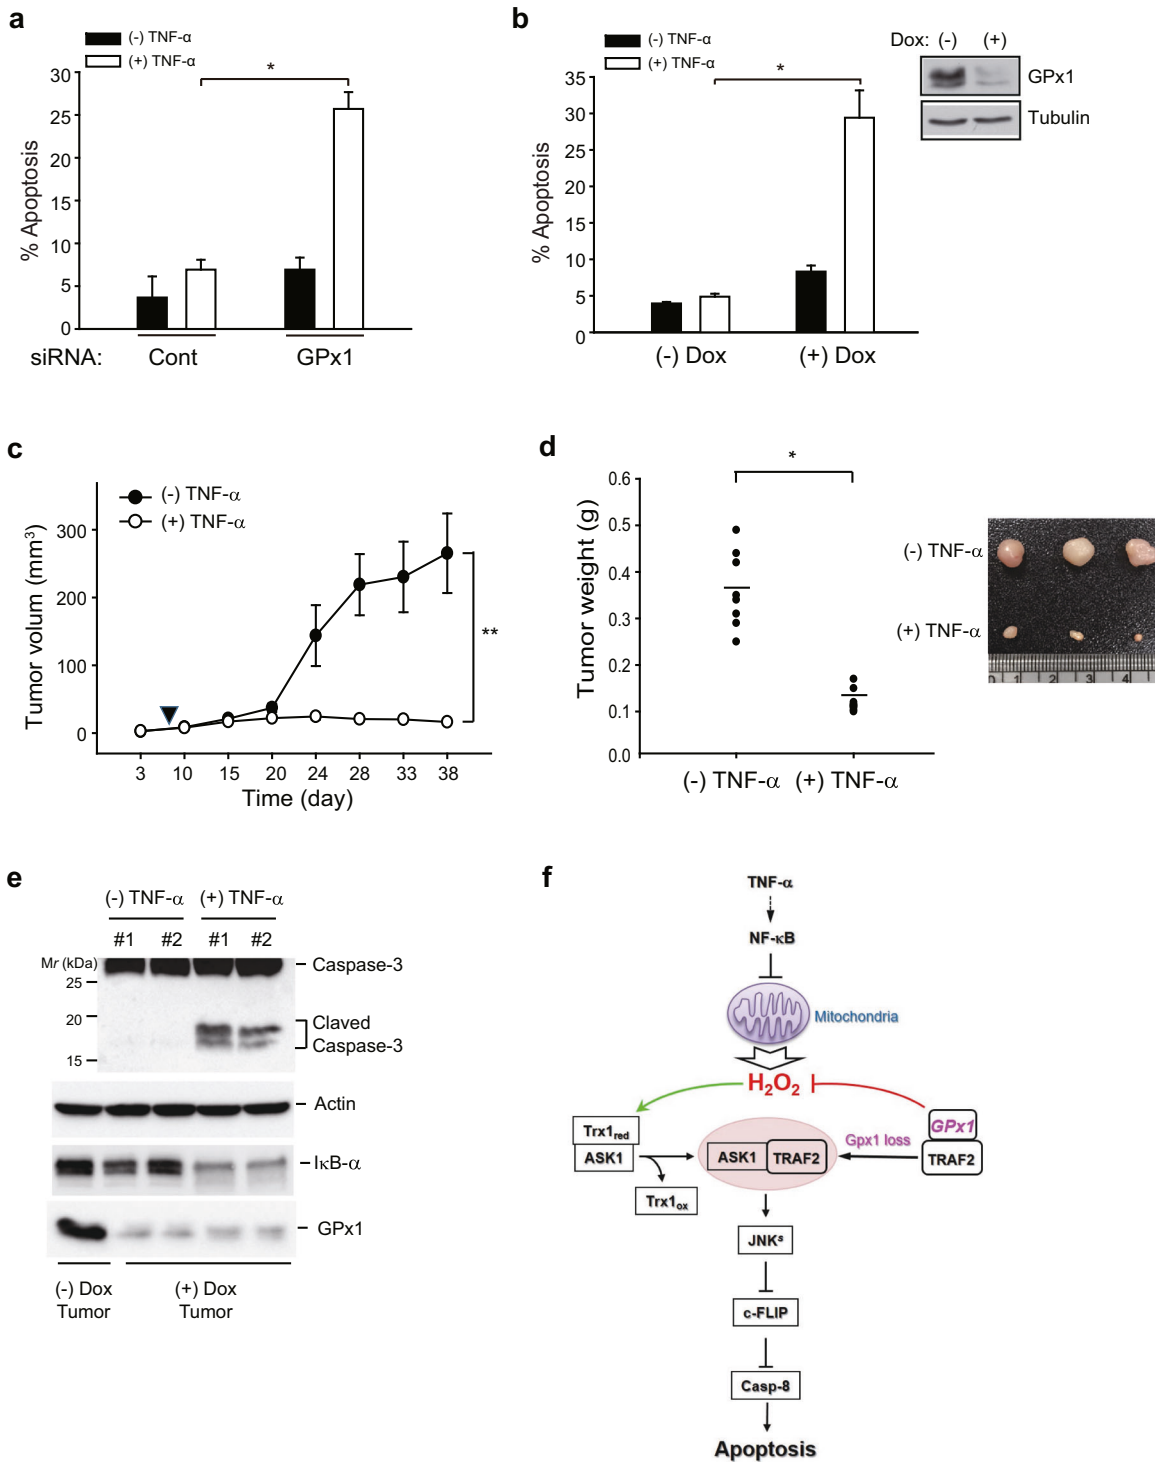 a
(-) TNF-α
(+) TNF-α
*
30
25
20
15
10
5
0
% Apoptosis
siRNA: Cont GPx1
b
(-) TNF-α
(+) TNF-α
*
35
30
25
20
15
10
5
0
% Apoptosis
(-) Dox (+) Dox
Dox: (-) (+)
GPx1
Tubulin
c
(-) TNF-α
(+) TNF-α
300
200
100
0
Tumor volum (mm³)
**
3 10 15 20 24 28 33 38
Time (day)
d
*
0.6
0.5
0.4
0.3
0.2
0.1
0.0
Tumor weight (g)
(-) TNF-α (+) TNF-α
(-) TNF-α
(+) TNF-α
0 1 2 3 4
e
(-) TNF-α (+) TNF-α
#1 #2 #1 #2
Mr (kDa)
25
20
15
Caspase-3
Claved
Caspase-3
Actin
IκB-α
GPx1
(-) Dox
Tumor
(+) Dox
Tumor
f
TNF-α
NF-κB
Mitochondria
H₂O₂
Trx1red
ASK1
Trx1ox
ASK1 TRAF2
Gpx1 loss
GPx1
TRAF2
JNKˢ
c-FLIP
Casp-8
Apoptosis